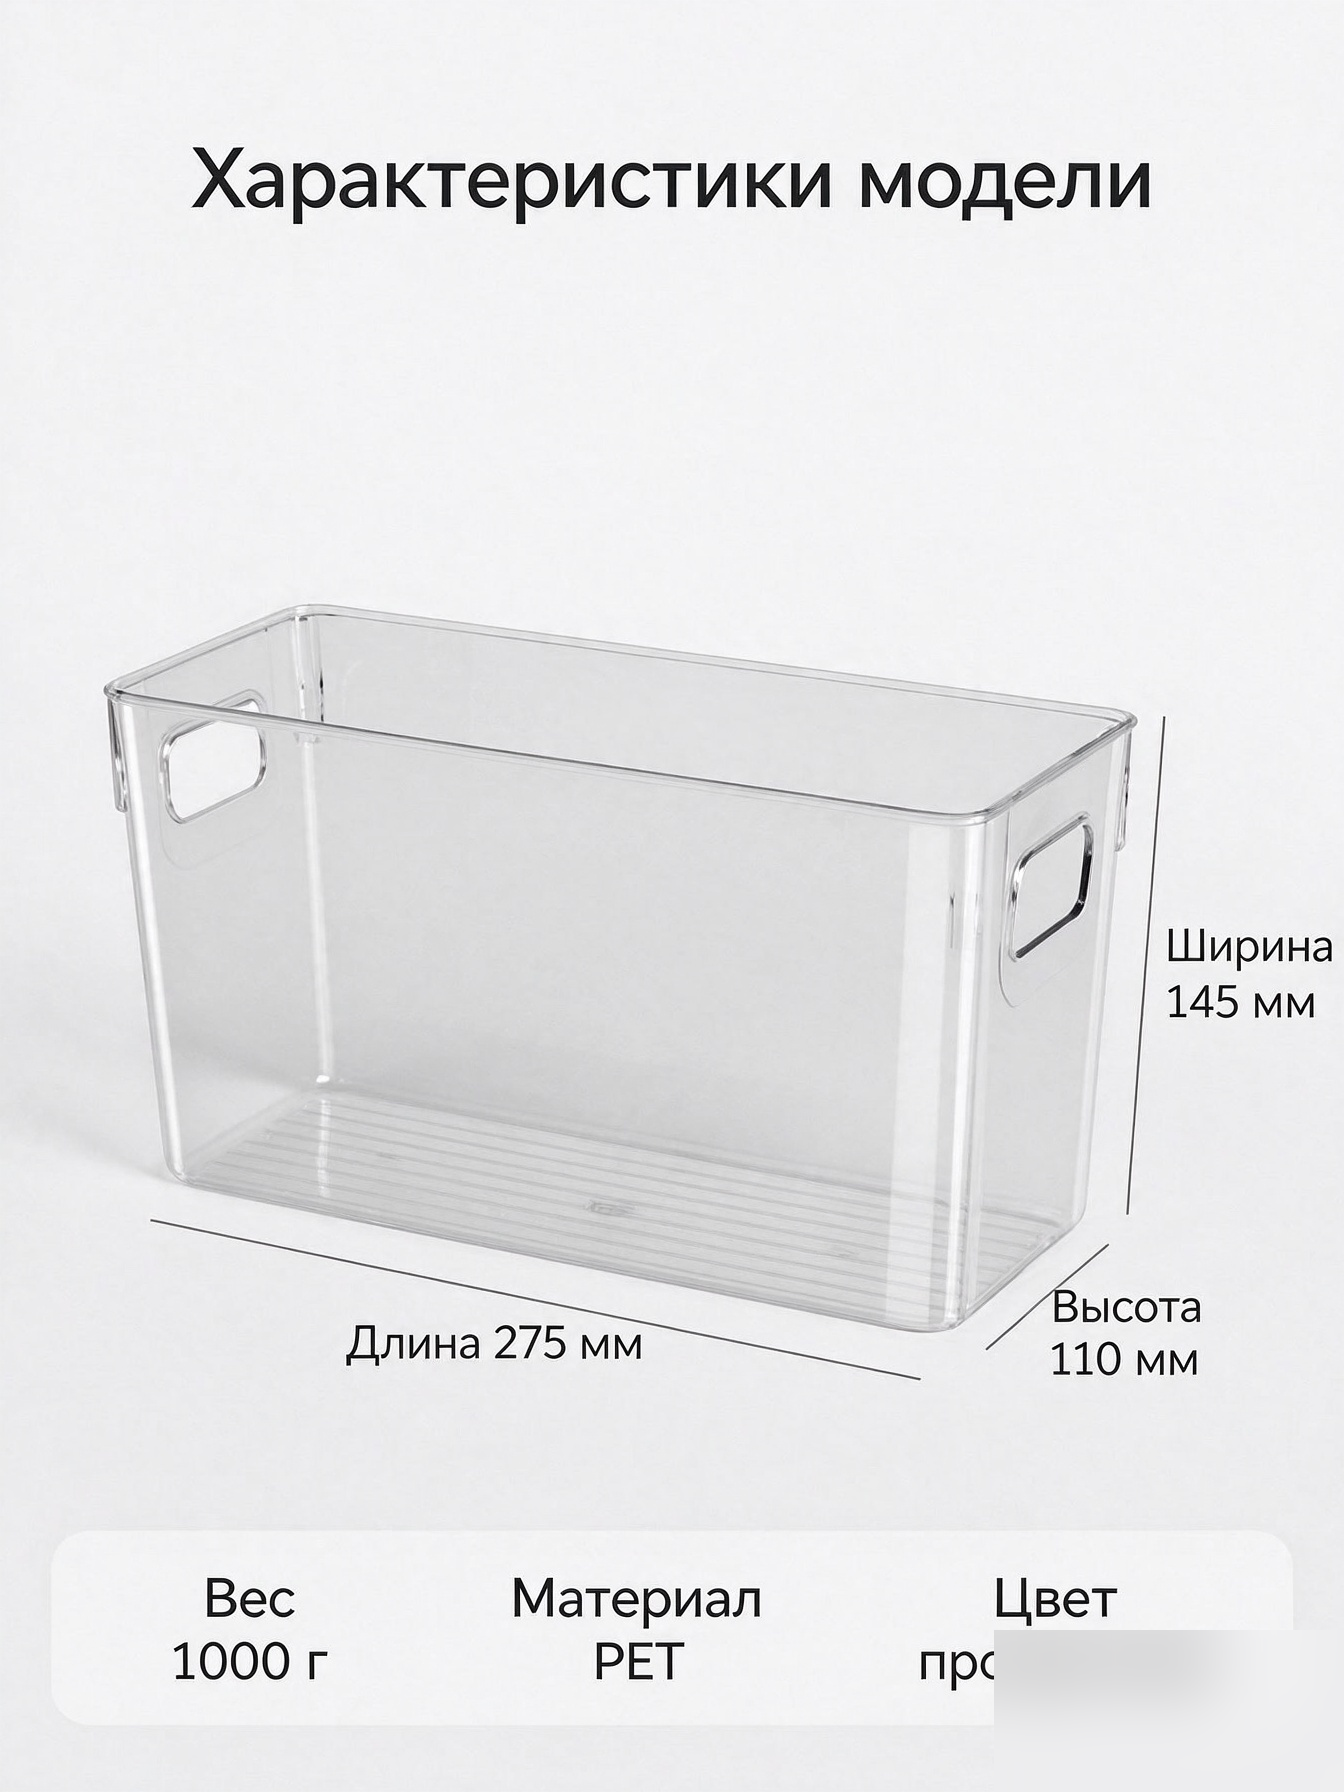 Характеристики модели
Ширина
145 мм
Высота
110 мм
Длина 275 мм
Вес
1000 г
Материал
PET
Цвет